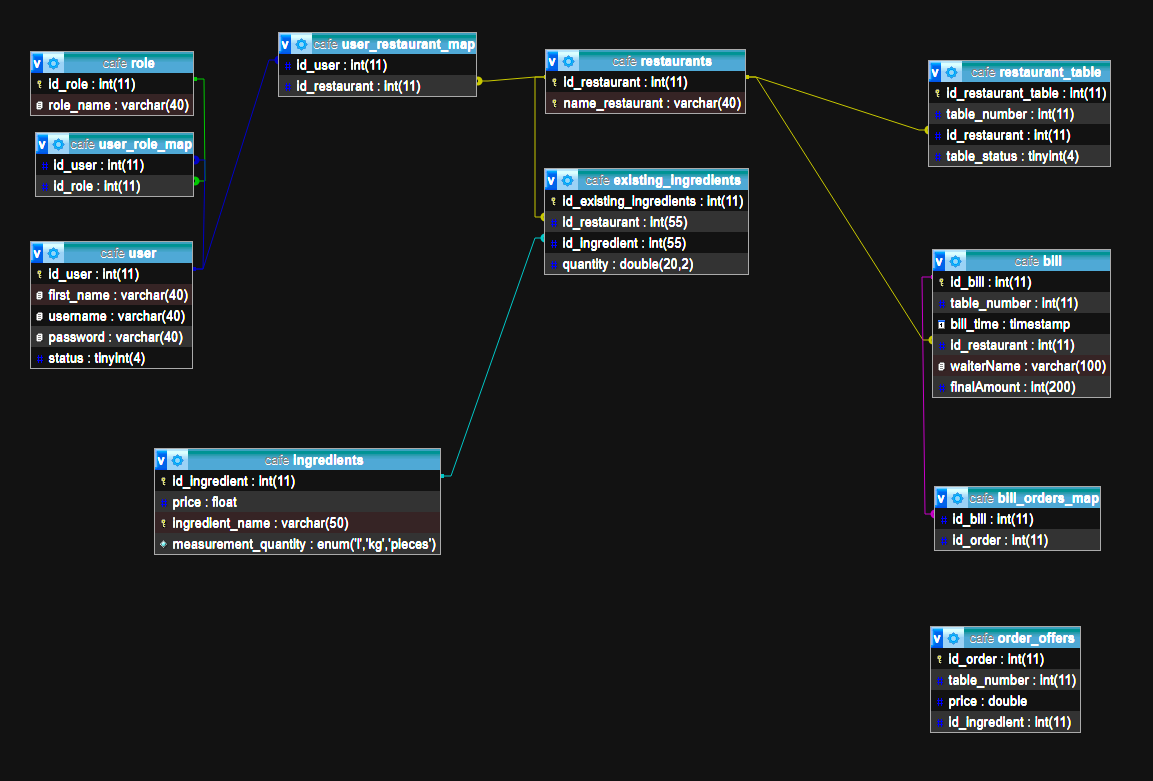 cafe role
id_role : int(11)
role_name : varchar(40)
cafe user_role_map
id_user : int(11)
id_role : int(11)
cafe user
id_user : int(11)
first_name : varchar(40)
username : varchar(40)
password : varchar(40)
status : tinyint(4)
cafe user_restaurant_map
id_user : int(11)
id_restaurant : int(11)
cafe restaurants
id_restaurant : int(11)
name_restaurant : varchar(40)
cafe existing_ingredients
id_existing_ingredients : int(11)
id_restaurant : int(55)
id_ingredient : int(55)
quantity : double(20,2)
cafe ingredients
id_ingredient : int(11)
price : float
ingredient_name : varchar(50)
measurement_quantity : enum('l','kg','pieces')
cafe restaurant_table
id_restaurant_table : int(11)
table_number : int(11)
id_restaurant : int(11)
table_status : tinyint(4)
cafe bill
id_bill : int(11)
table_number : int(11)
bill_time : timestamp
id_restaurant : int(11)
waiterName : varchar(100)
finalAmount : int(200)
cafe bill_orders_map
id_bill : int(11)
id_order : int(11)
cafe order_offers
id_order : int(11)
table_number : int(11)
price : double
id_ingredient : int(11)